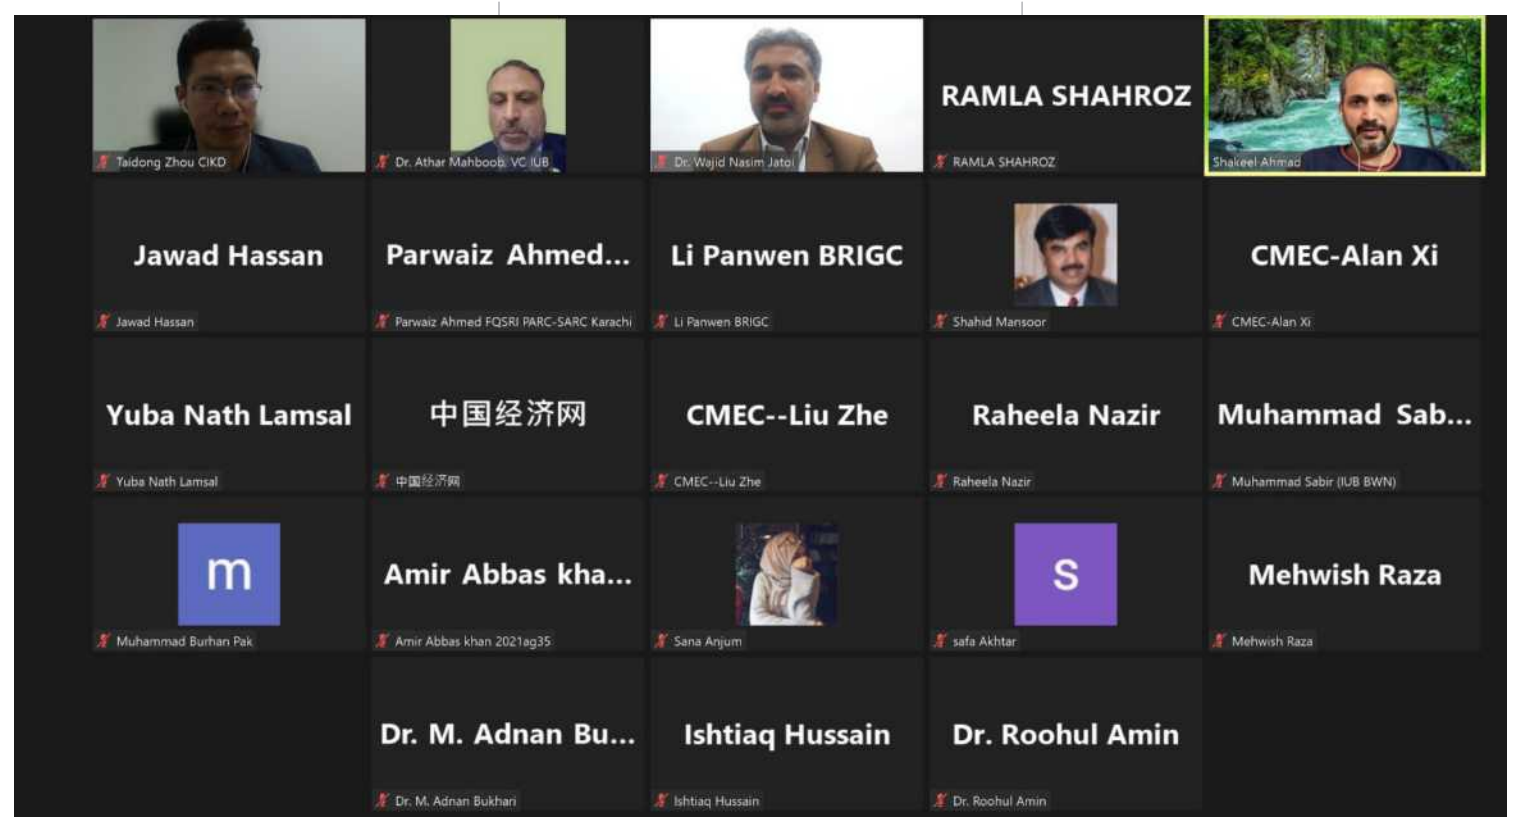 Taidong Zhou CIKD
Dr. Athar Mahboob. VC IUB
Dr. Wajid Nasim Jatoi
RAMLA SHAHROZ
RAMLA SHAHROZ
Shakeel Ahmad
Jawad Hassan
Jawad Hassan
Parwaiz Ahmed...
Parwaiz Ahmed FQSRI PARC-SARC Karachi
Li Panwen BRIGC
Li Panwen BRIGC
Shahid Mansoor
CMEC-Alan Xi
CMEC-Alan Xi
Yuba Nath Lamsal
Yuba Nath Lamsal
中国经济网
中国经济网
CMEC--Liu Zhe
CMEC--Liu Zhe
Raheela Nazir
Raheela Nazir
Muhammad Sab...
Muhammad Sabir (IUB BWN)
m
Muhammad Burhan Pak
Amir Abbas kha...
Amir Abbas khan 2021ag35
Sana Anjum
s
safa Akhtar
Mehwish Raza
Mehwish Raza
Dr. M. Adnan Bu...
Dr. M. Adnan Bukhari
Ishtiaq Hussain
Ishtiaq Hussain
Dr. Roohul Amin
Dr. Roohul Amin